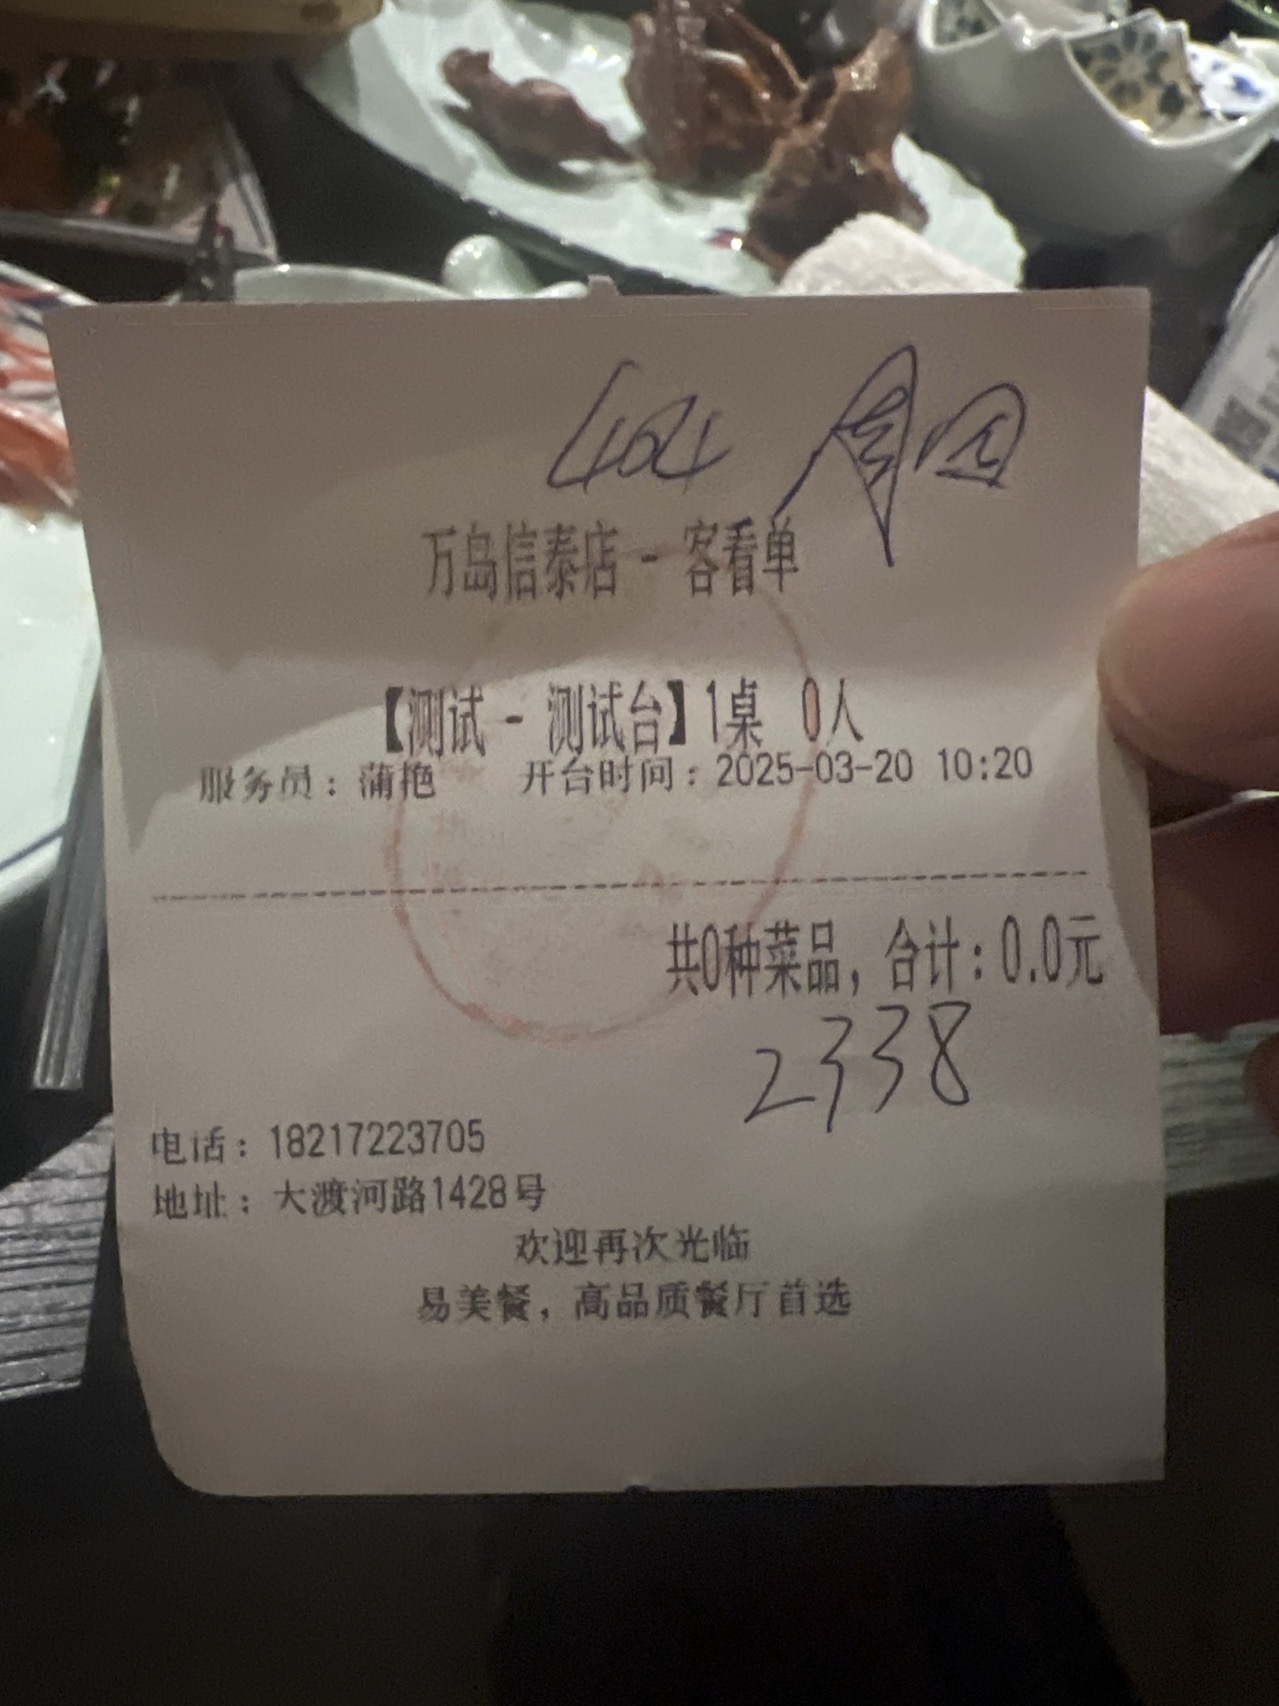 404
万岛信泰店 - 客看单
【测试 - 测试台】1桌 0人
服务员：蒲艳 开台时间：2025-03-20 10:20
共0种菜品，合计：0.0元
2338
电话：18217223705
地址：大渡河路1428号
欢迎再次光临
易美餐，高品质餐厅首选